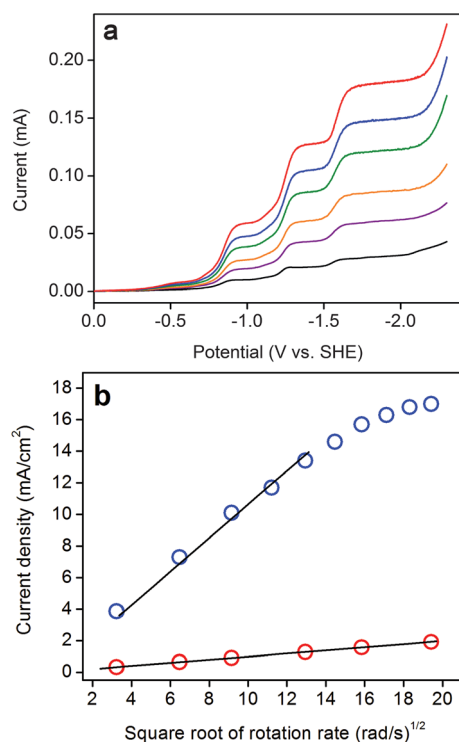 a
0.20
0.15
0.10
0.05
0.00
Current (mA)
0.0 -0.5 -1.0 -1.5 -2.0
Potential (V vs. SHE)
b
18
16
14
12
10
8
6
4
2
0
Current density (mA/cm²)
2 4 6 8 10 12 14 16 18 20
Square root of rotation rate (rad/s)^1/2